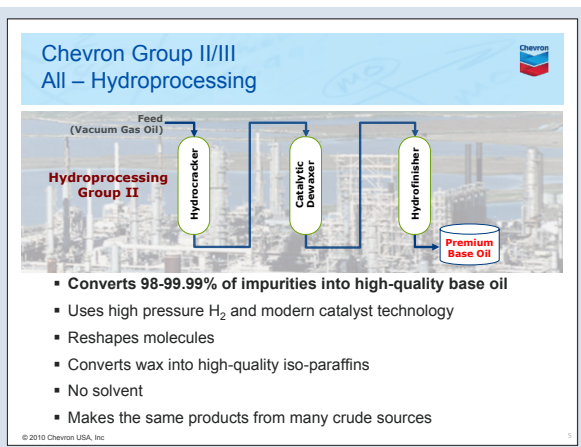 Chevron Group II/III
All – Hydroprocessing
Chevron
Feed
(Vacuum Gas Oil)
Hydroprocessing
Group II
Hydrocracker
Catalytic
Dewaxer
Hydrofinisher
Premium
Base Oil
▪ Converts 98-99.99% of impurities into high-quality base oil
▪ Uses high pressure H₂ and modern catalyst technology
▪ Reshapes molecules
▪ Converts wax into high-quality iso-paraffins
▪ No solvent
▪ Makes the same products from many crude sources
© 2010 Chevron USA, Inc
5